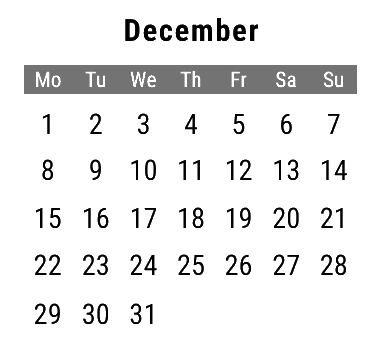 December
Mo Tu We Th Fr Sa Su
1 2 3 4 5 6 7
8 9 10 11 12 13 14
15 16 17 18 19 20 21
22 23 24 25 26 27 28
29 30 31